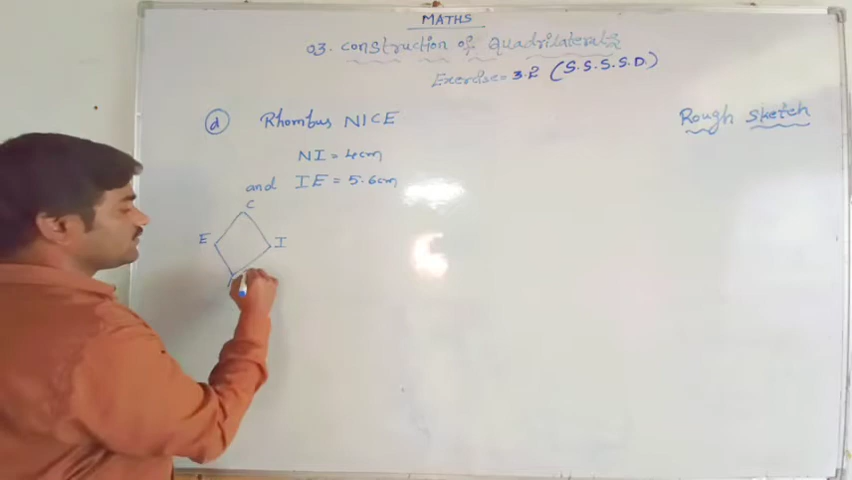 MATHS
03. Construction of Quadrilaterals
Exercise = 3.2 (S.S.S.S.D.)
d Rhombus NICE
Rough Sketch
NI = 4cm
and IE = 5.6cm
C
E I